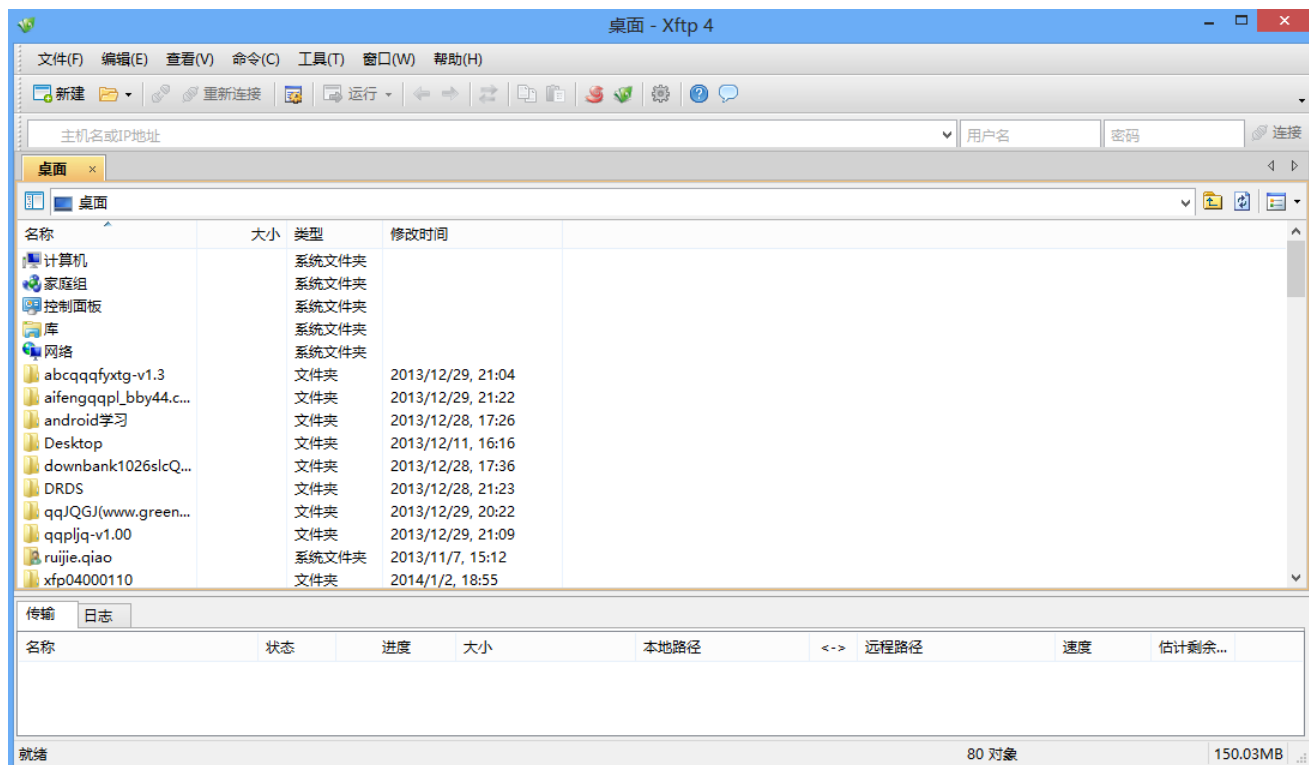 桌面 - Xftp 4
文件(F) 编辑(E) 查看(V) 命令(C) 工具(T) 窗口(W) 帮助(H)
新建 重新连接 运行
主机名或IP地址 用户名 密码 连接
桌面
桌面
名称 大小 类型 修改时间
计算机 系统文件夹
家庭组 系统文件夹
控制面板 系统文件夹
库 系统文件夹
网络 系统文件夹
abcqqqfyxtg-v1.3 文件夹 2013/12/29, 21:04
aifengqqpl_bby44.c... 文件夹 2013/12/29, 21:22
android学习 文件夹 2013/12/28, 17:26
Desktop 文件夹 2013/12/11, 16:16
downbank1026slcQ... 文件夹 2013/12/28, 17:36
DRDS 文件夹 2013/12/28, 21:23
qqJQGJ(www.green... 文件夹 2013/12/29, 20:22
qqpljq-v1.00 文件夹 2013/12/29, 21:09
ruijie.qiao 系统文件夹 2013/11/7, 15:12
xfp04000110 文件夹 2014/1/2, 18:55
传输 日志
名称 状态 进度 大小 本地路径 <-> 远程路径 速度 估计剩余...
就绪 80 对象 150.03MB